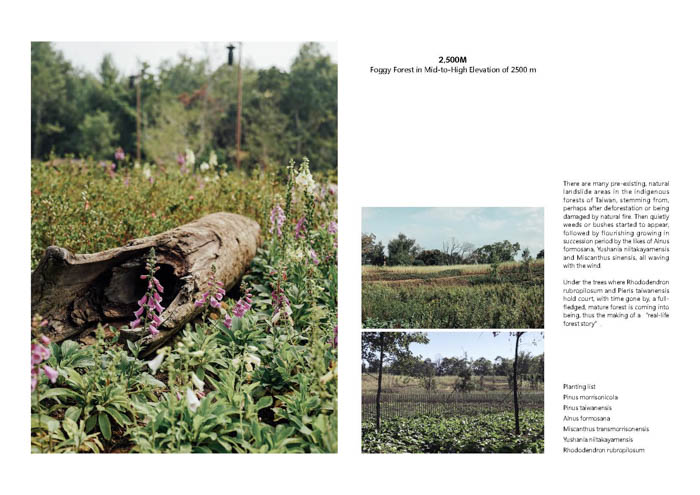 2,500M
Foggy Forest in Mid-to-High Elevation of 2500 m
There are many pre-existing, natural
landslide areas in the indigenous
forests of Taiwan, stemming from,
perhaps after deforestation or being
damaged by natural fire. Then quietly
weeds or bushes started to appear,
followed by flourishing growing in
succession period by the likes of Alnus
formosana, Yushania niitakayamensis
and Miscanthus sinensis, all waving
with the wind.
Under the trees where Rhododendron
rubropilosum and Pieris taiwanensis
hold court, with time gone by, a full-
fledged, mature forest is coming into
being, thus the making of a "real-life
forest story".
Planting list
Pinus morrisonicola
Pinus taiwanensis
Alnus formosana
Miscanthus transmorrisonensis
Yushania niitakayamensis
Rhododendron rubropilosum